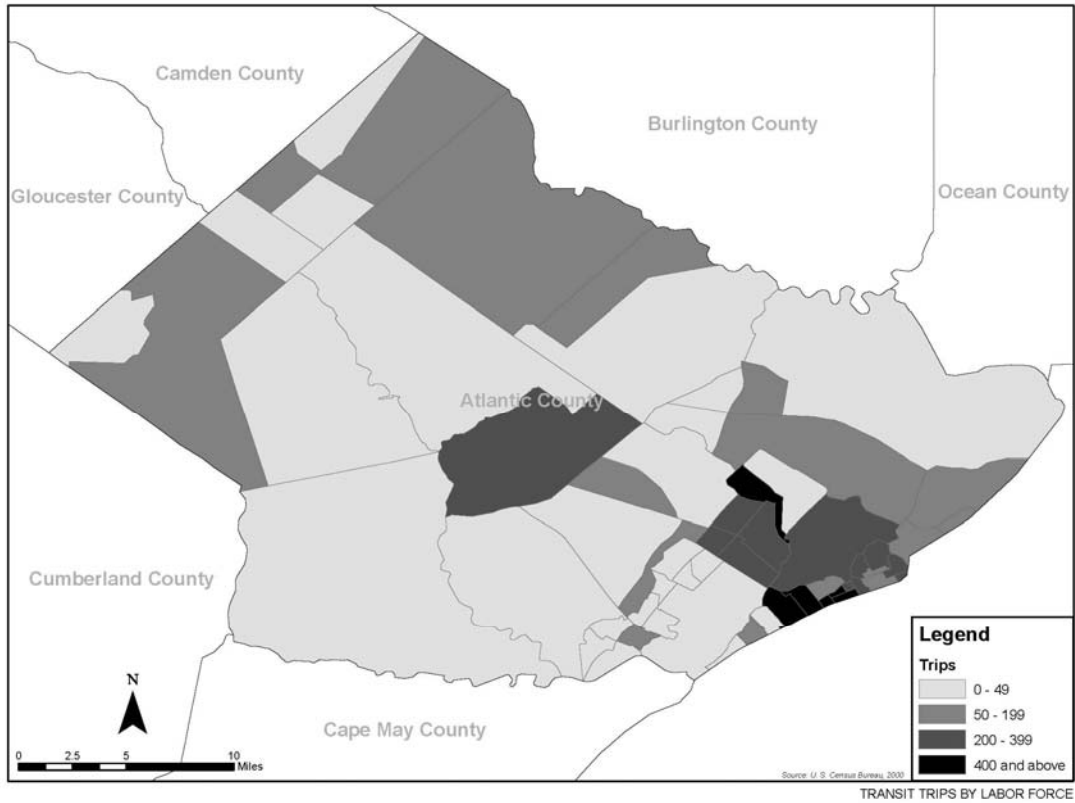 Camden County
Burlington County
Gloucester County
Ocean County
Atlantic County
Cumberland County
Cape May County
N
0 2.5 5 10
Miles
Legend
Trips
0 - 49
50 - 199
200 - 399
400 and above
Source: U. S. Census Bureau, 2000
TRANSIT TRIPS BY LABOR FORCE